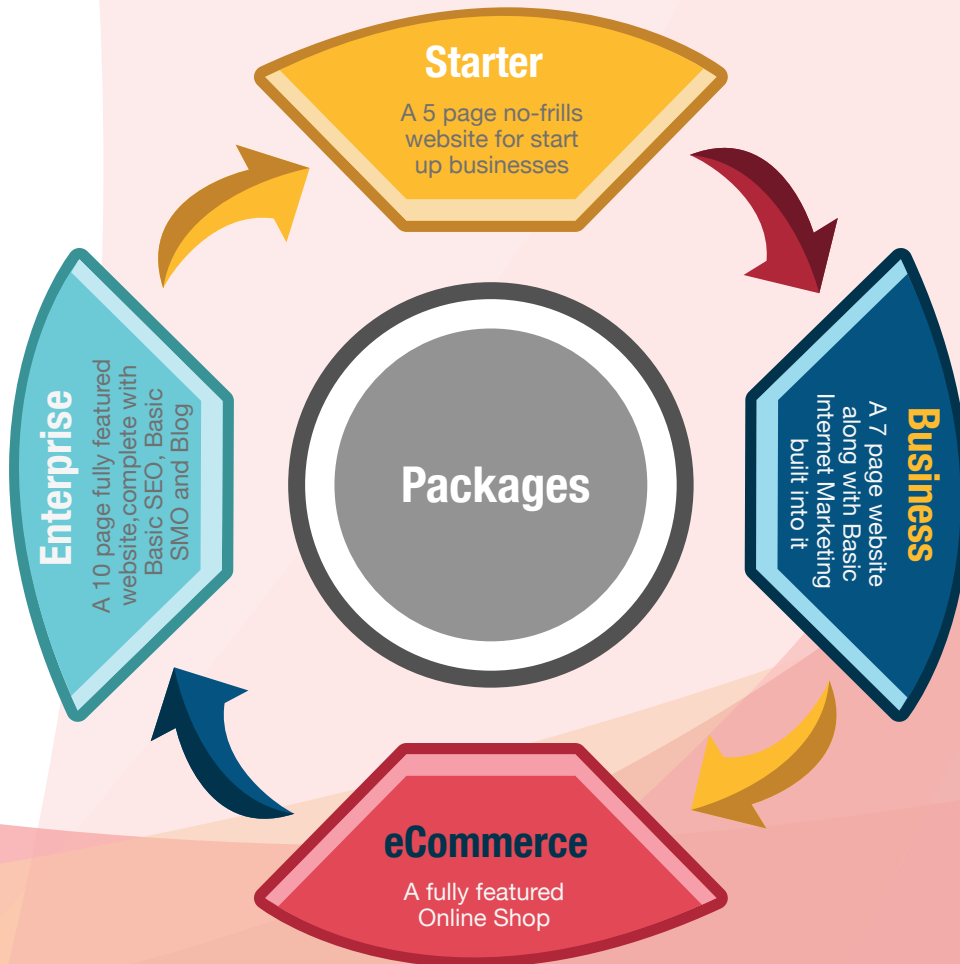 Starter
A 5 page no-frills
website for start
up businesses
Business
A 7 page website
along with Basic
Internet Marketing
built into it
eCommerce
A fully featured
Online Shop
Enterprise
A 10 page fully featured
website,complete with
Basic SEO, Basic
SMO and Blog
Packages